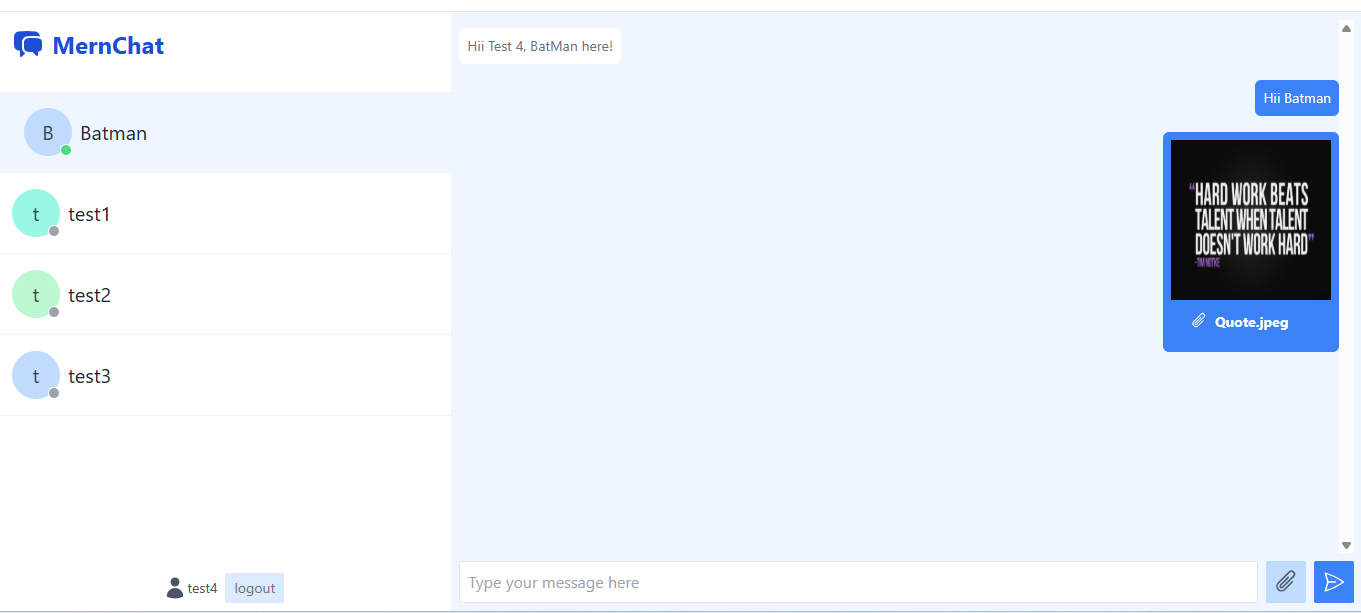 MernChat
B
Batman
t
test1
t
test2
t
test3
test4
logout
Hii Test 4, BatMan here!
Hii Batman
"HARD WORK BEATS
TALENT WHEN TALENT
DOESN'T WORK HARD"
-TIM NOTKE
Quote.jpeg
Type your message here